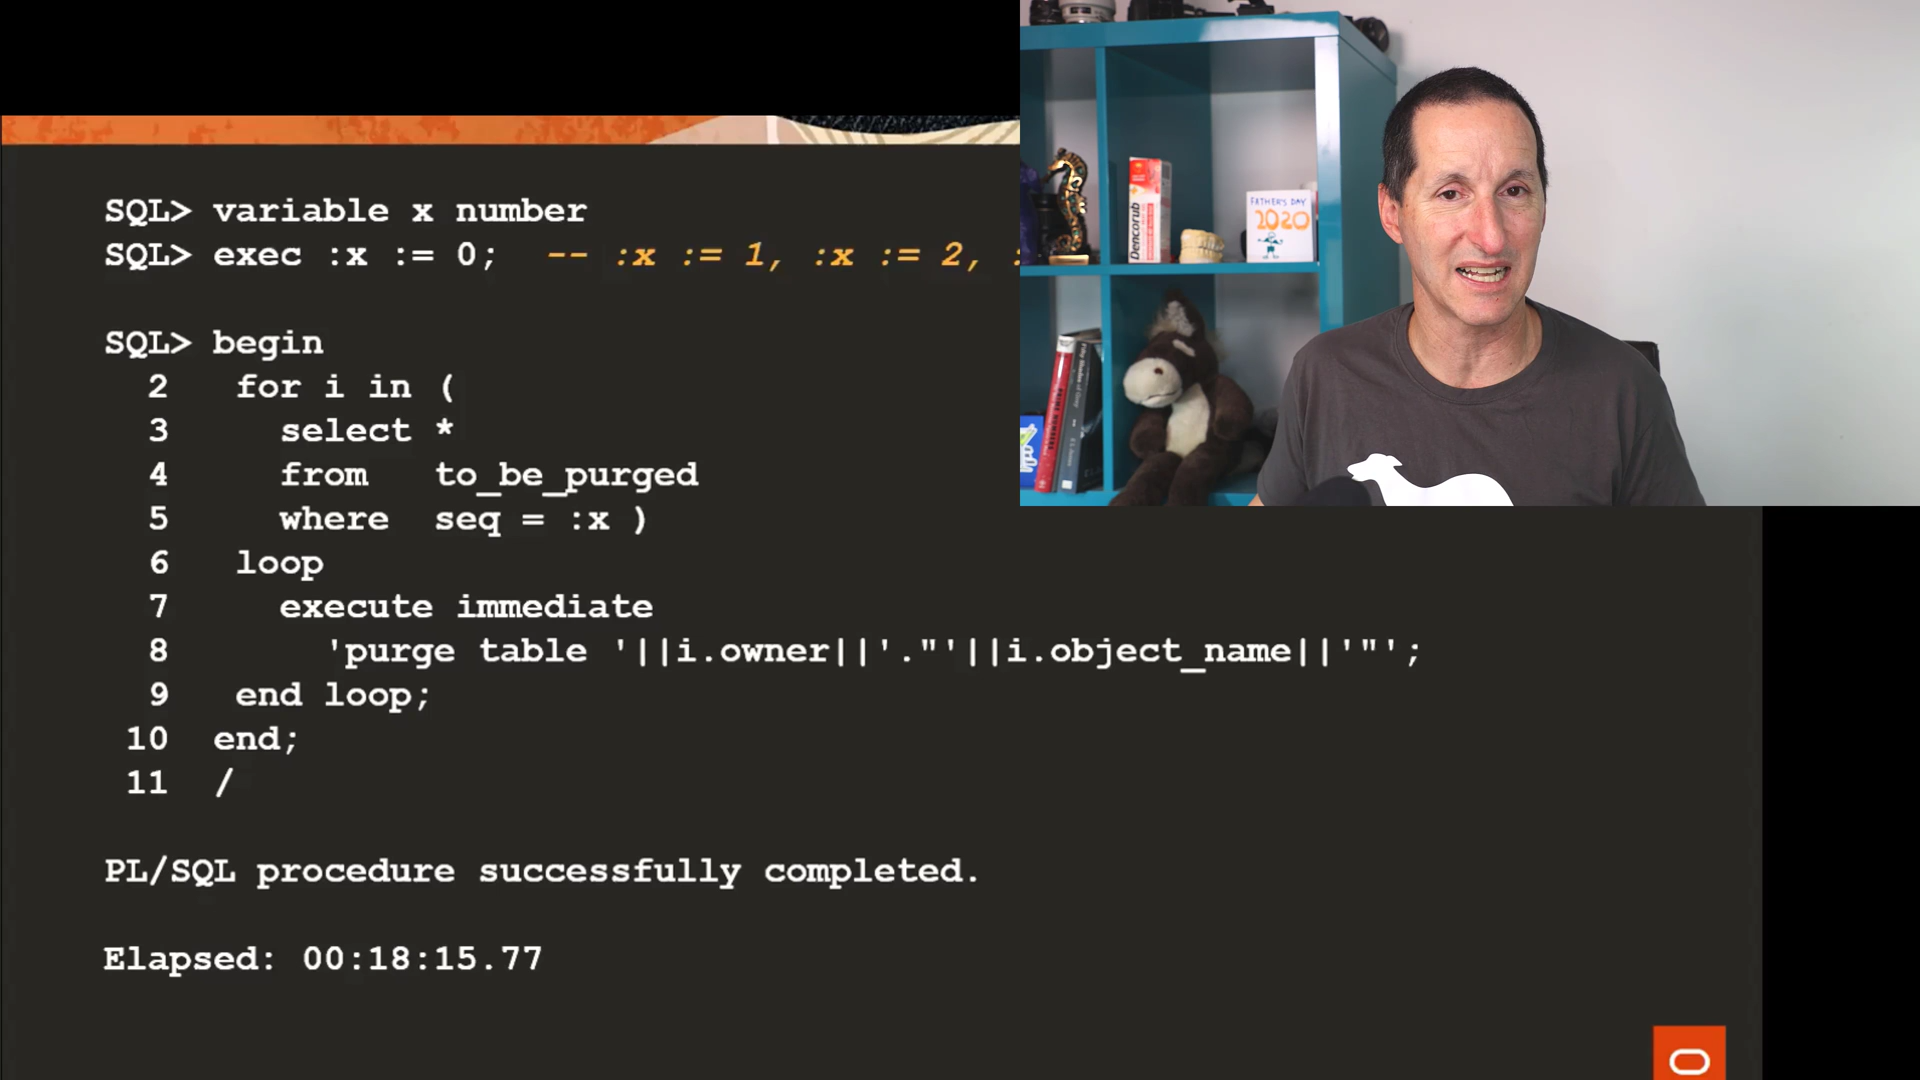 SQL> variable x number
SQL> exec :x := 0;  -- :x := 1, :x := 2, :
SQL> begin
2 for i in (
3 select *
4 from to_be_purged
5 where seq = :x )
6 loop
7 execute immediate
8 'purge table '||i.owner||'."'||i.object_name||'"';
9 end loop;
10 end;
11 /
PL/SQL procedure successfully completed.
Elapsed: 00:18:15.77
FATHER'S DAY
2020
Dencorub